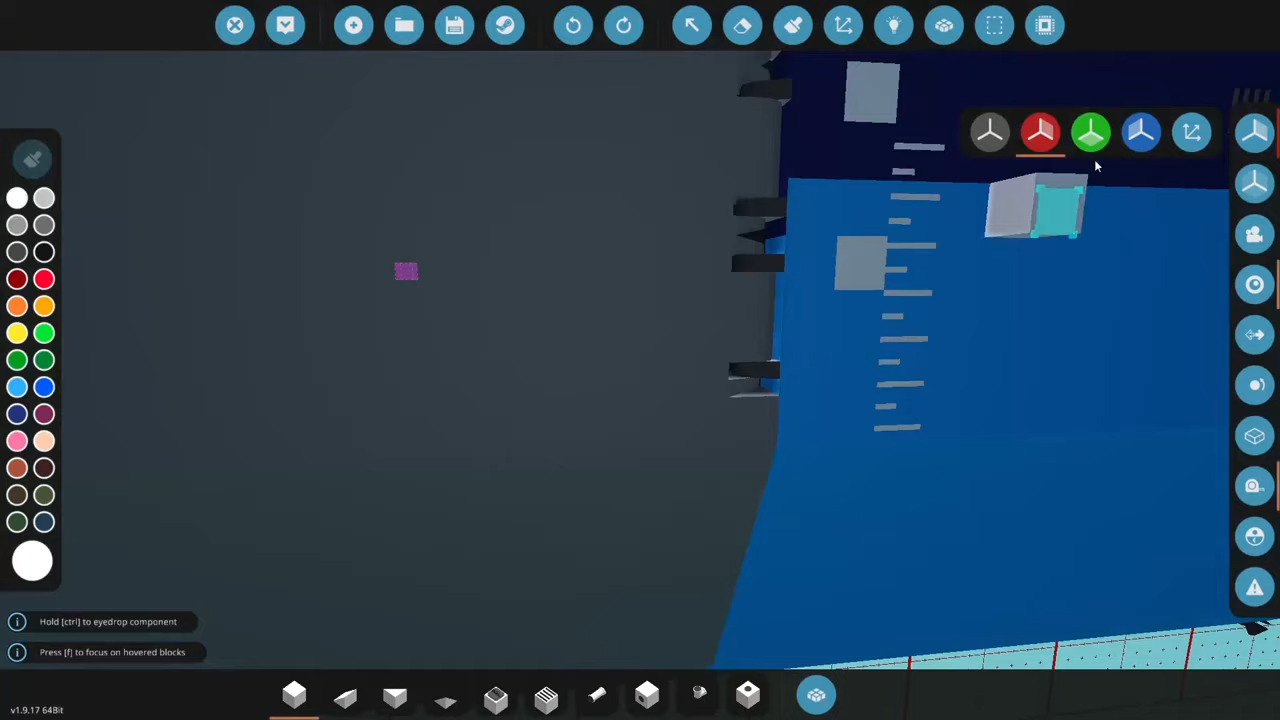 Hold [ctrl] to eyedrop component
Press [f] to focus on hovered blocks
v1.9.17 64Bit